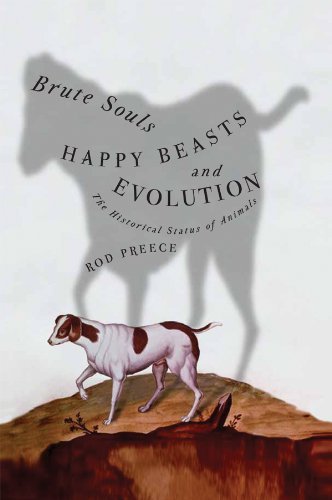 Brute Souls
HAPPY BEASTS
and
EVOLUTION
The Historical Status of Animals
ROD PREECE